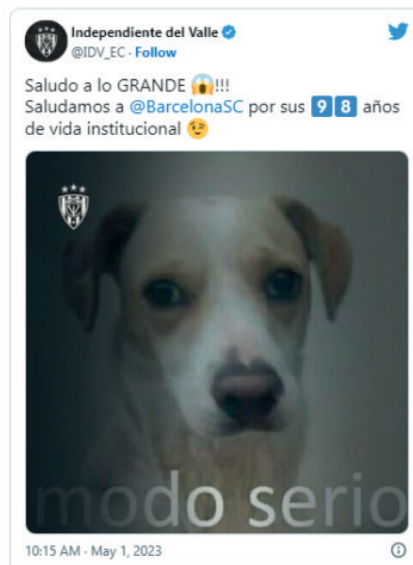 Independiente del Valle
@IDV_EC · Follow
Saludo a lo GRANDE 😱!!!
Saludamos a @BarcelonaSC por sus 9️⃣8️⃣ años
de vida institucional 😉
modo serio
10:15 AM · May 1, 2023